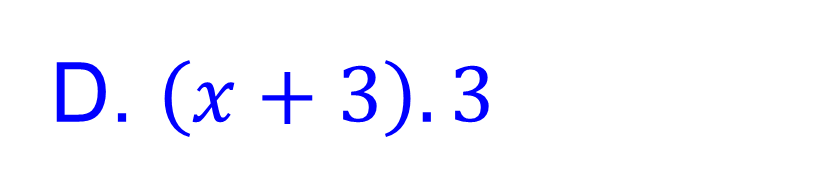 D. (x + 3). 3